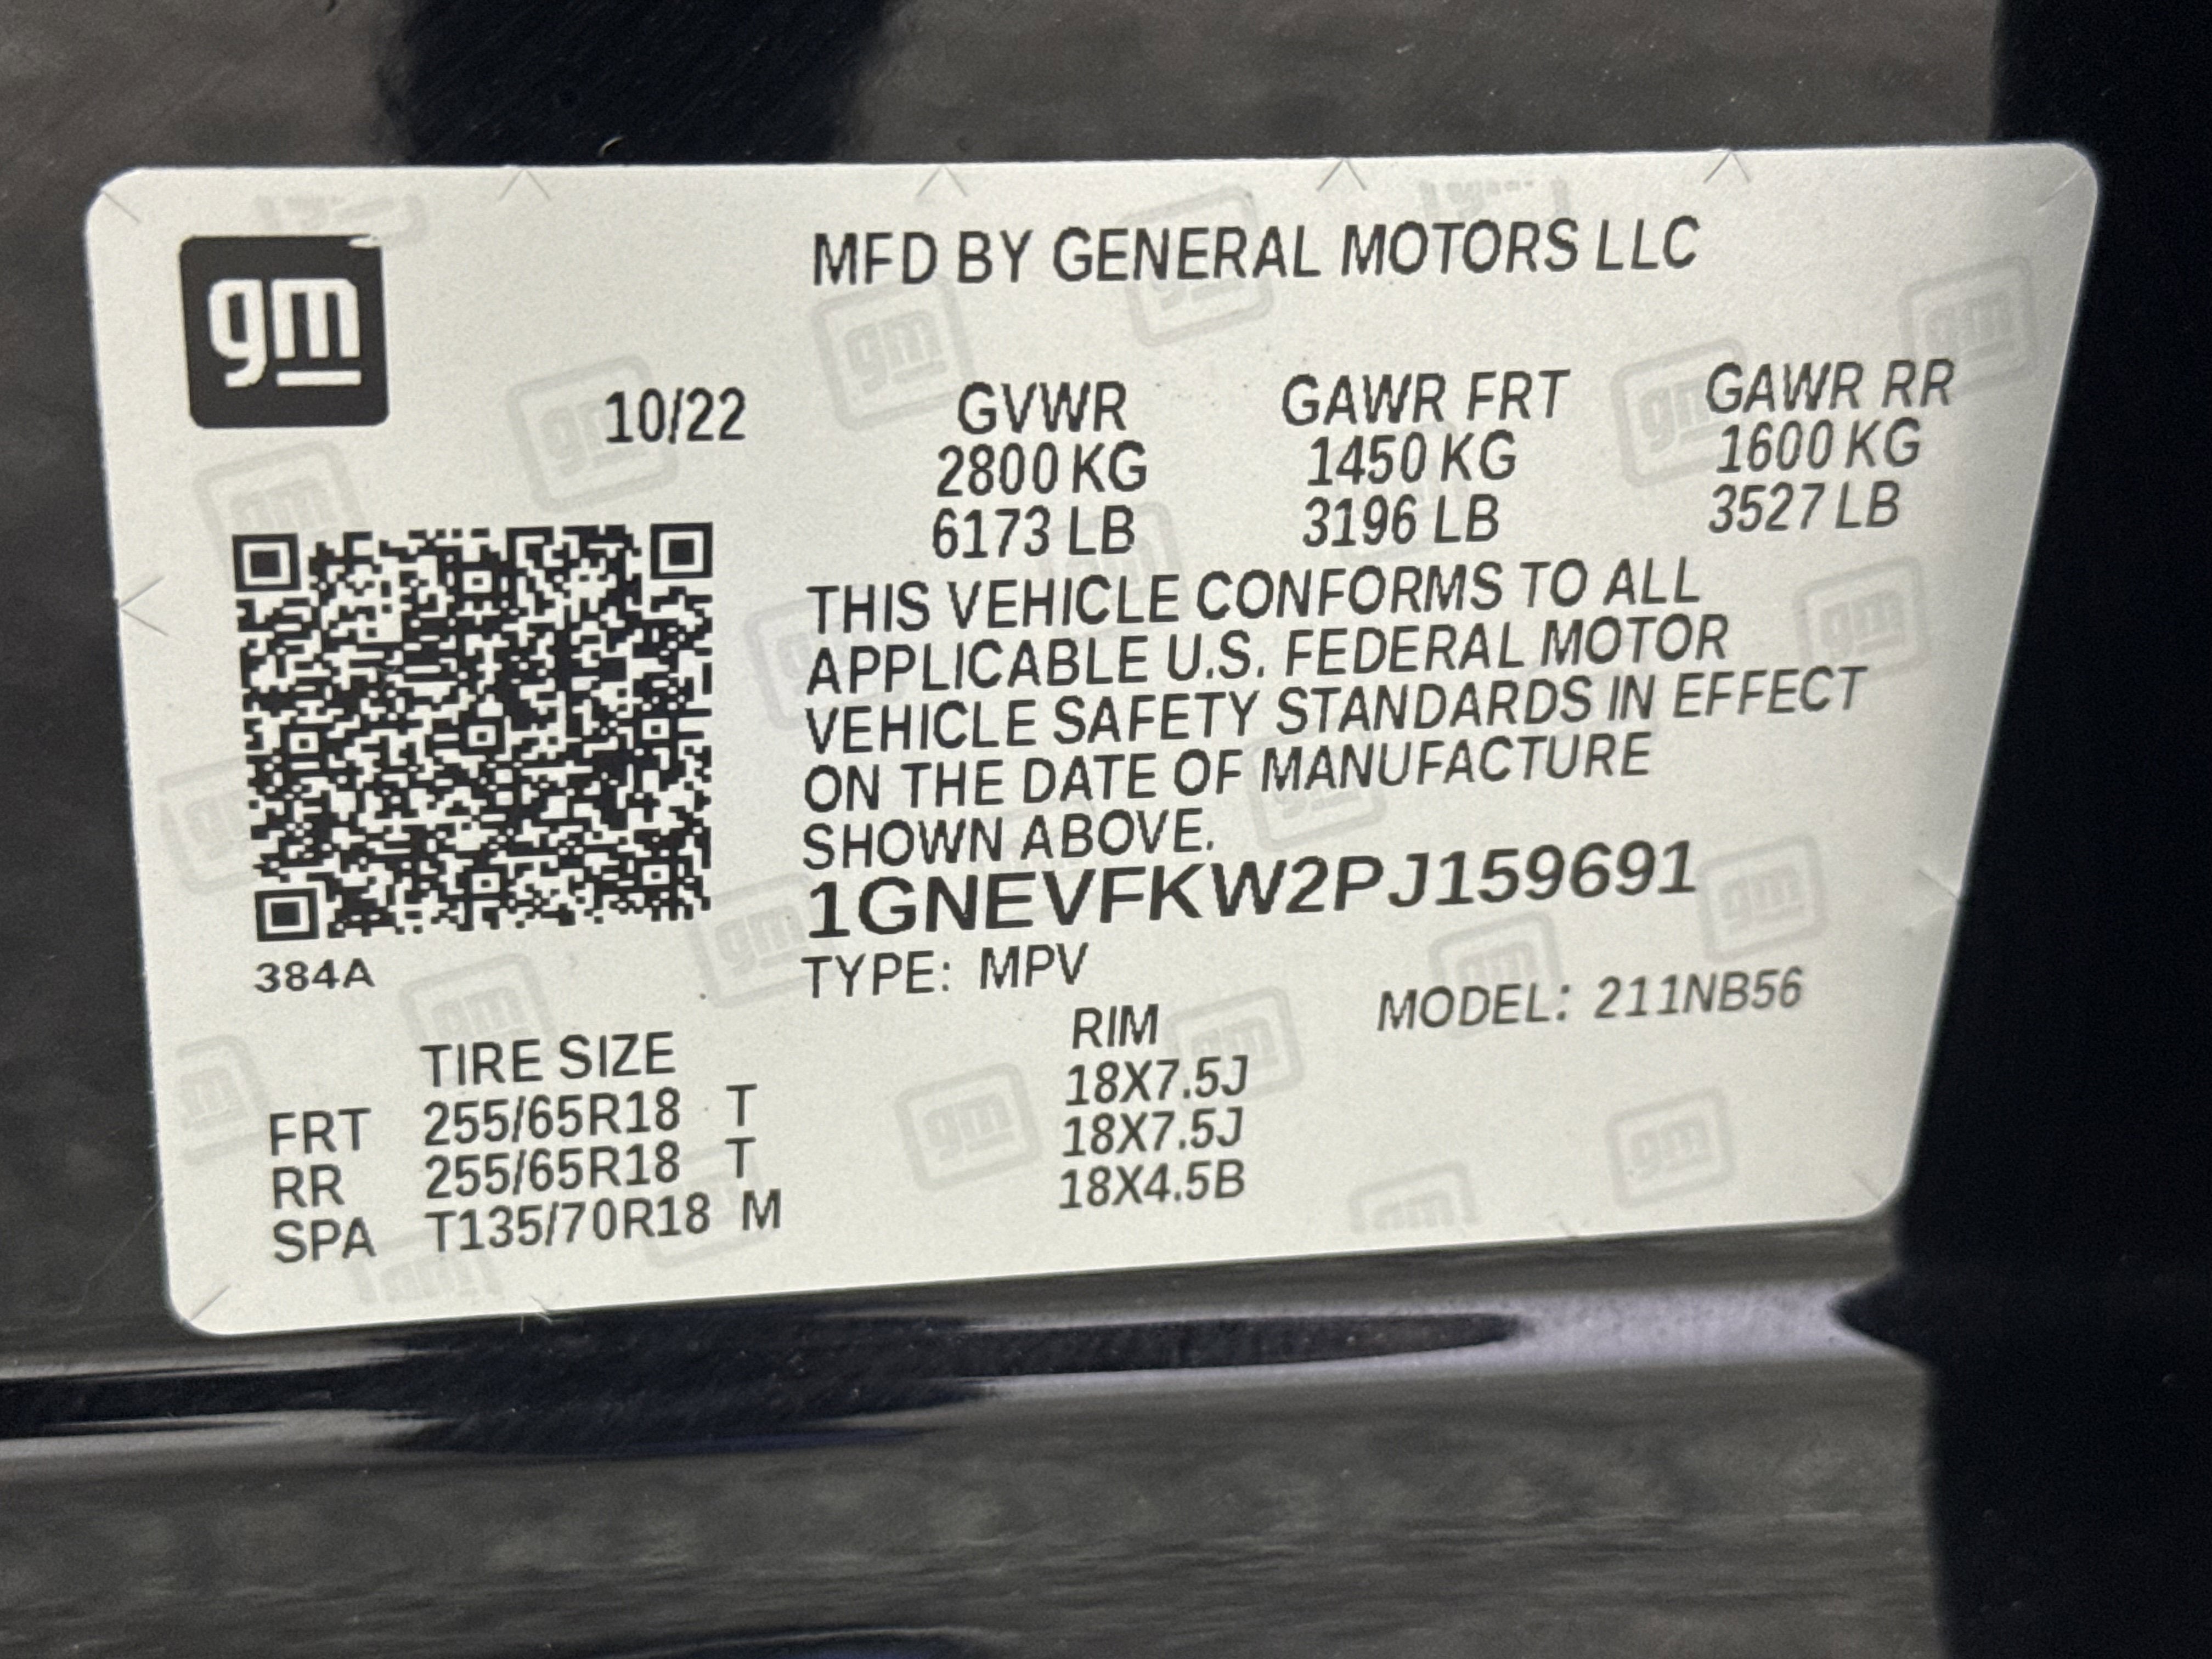 gm
MFD BY GENERAL MOTORS LLC
10/22
GVWR GAWR FRT GAWR RR
2800 KG 1450 KG 1600 KG
6173 LB 3196 LB 3527 LB
THIS VEHICLE CONFORMS TO ALL
APPLICABLE U.S. FEDERAL MOTOR
VEHICLE SAFETY STANDARDS IN EFFECT
ON THE DATE OF MANUFACTURE
SHOWN ABOVE.
1GNEVFKW2PJ159691
384A
TYPE: MPV MODEL: 211NB56
TIRE SIZE RIM
FRT 255/65R18 T 18X7.5J
RR 255/65R18 T 18X7.5J
SPA T135/70R18 M 18X4.5B